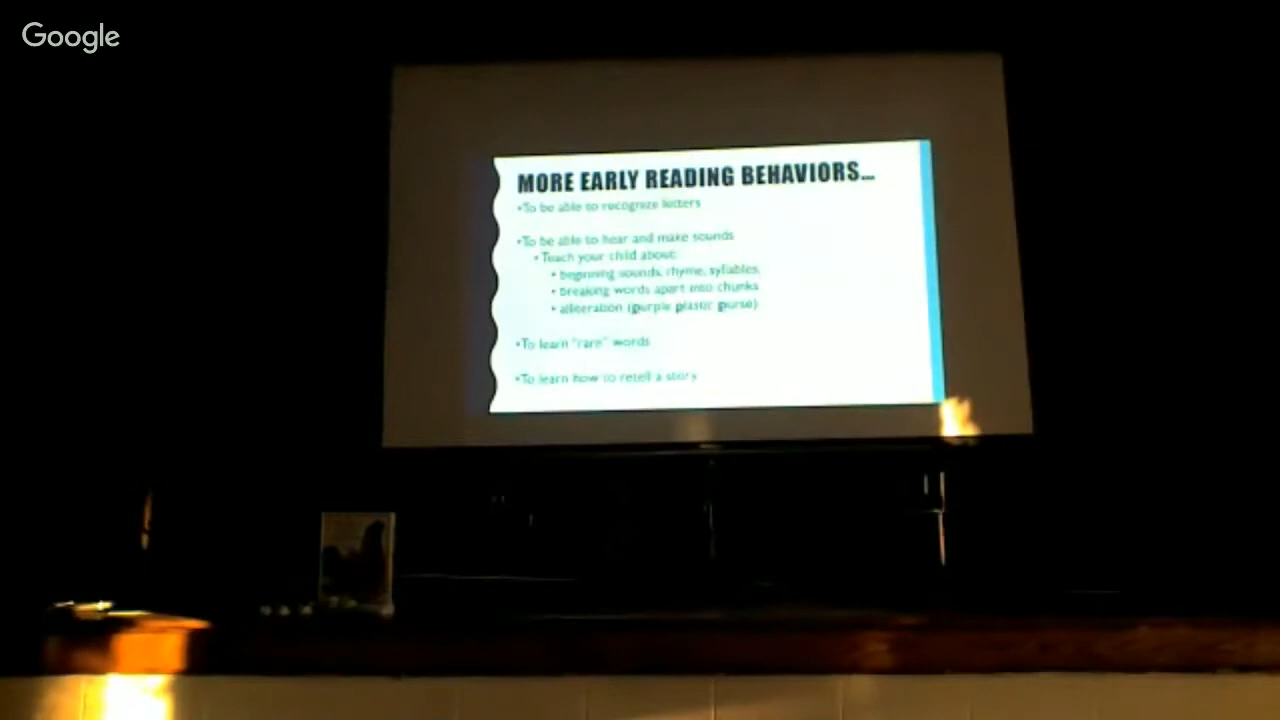 Google
MORE EARLY READING BEHAVIORS...
•To be able to recognize letters
•To be able to hear and make sounds
• Teach your child about:
• beginning sounds, rhyme, syllables,
• breaking words apart into chunks
• alliteration (purple plastic purse)
•To learn "rare" words
•To learn how to retell a story